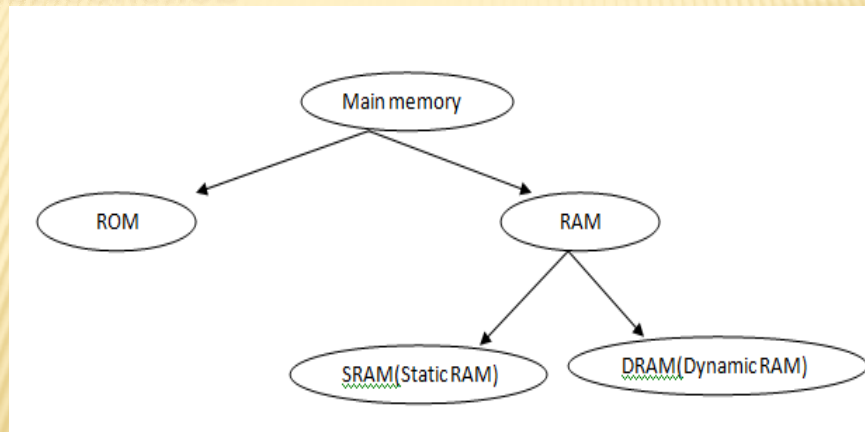 Main memory
ROM
RAM
SRAM(Static RAM)
DRAM(Dynamic RAM)